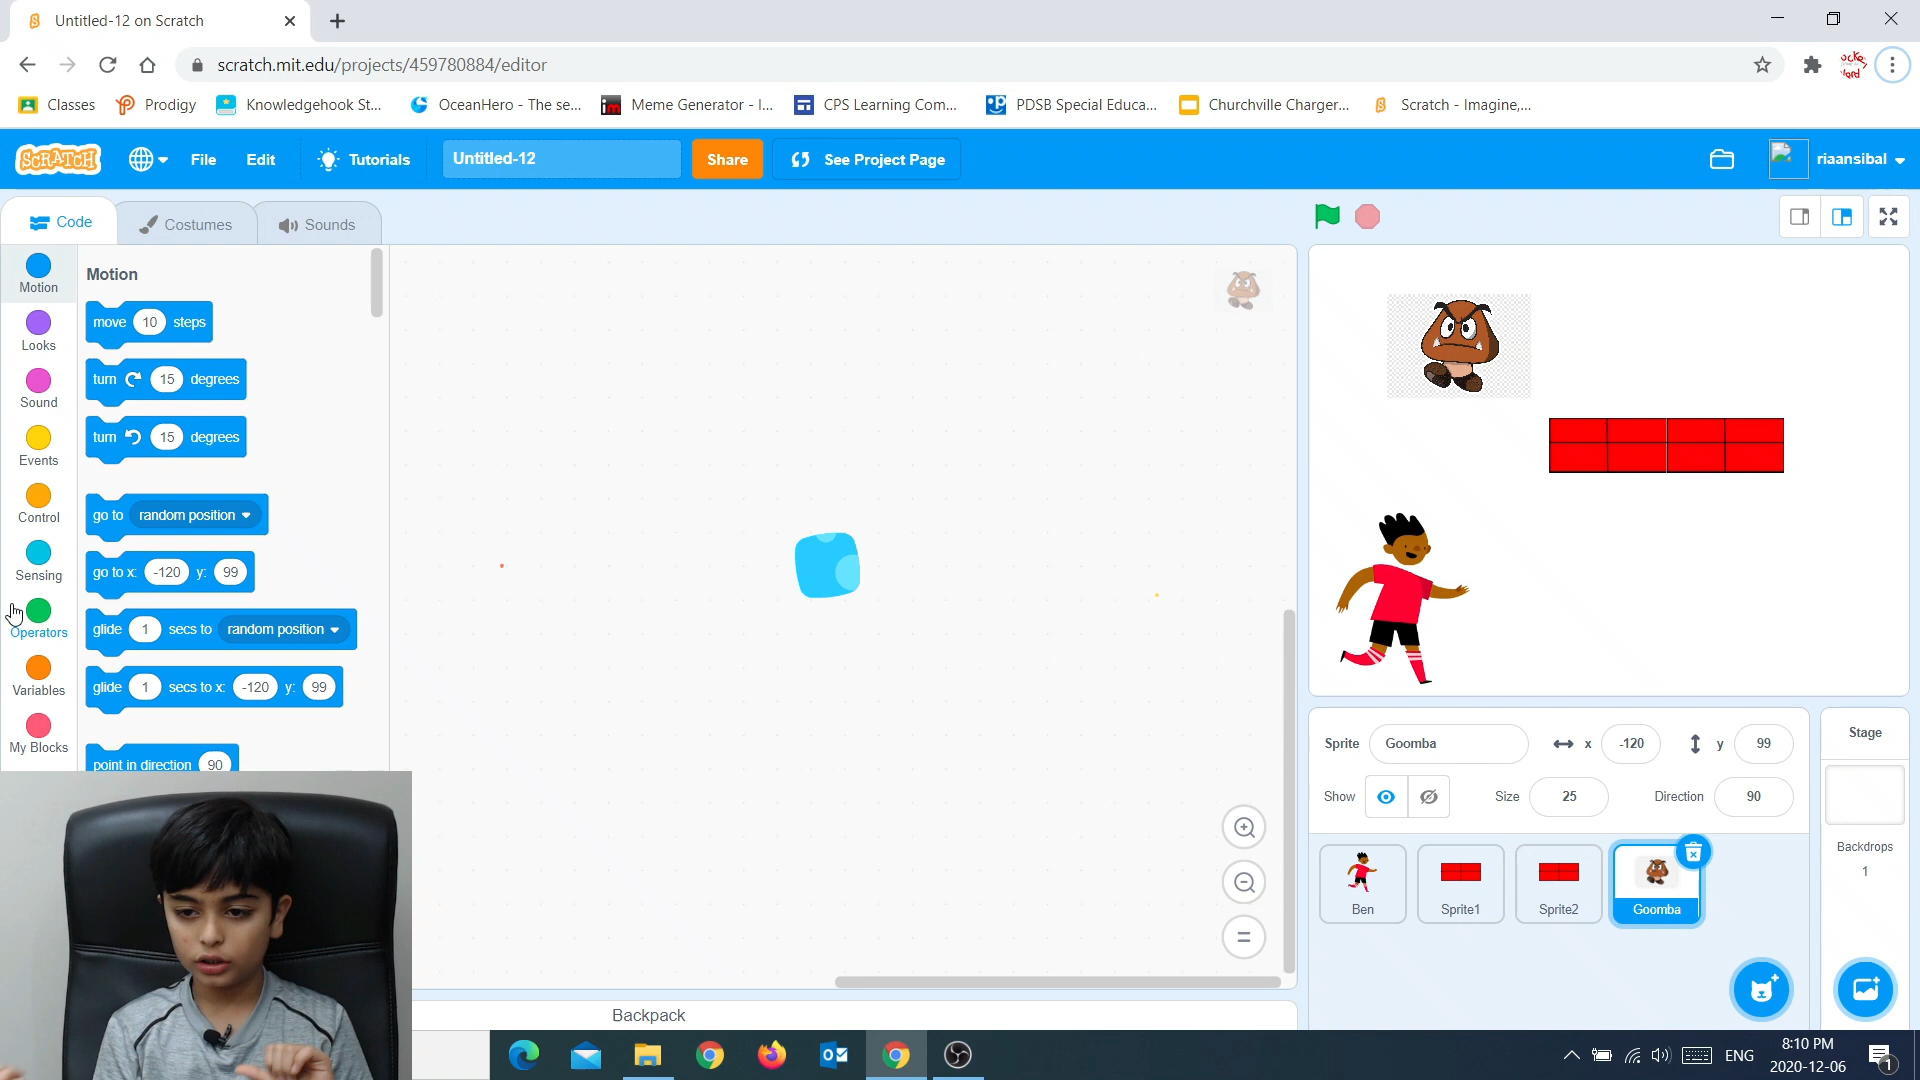 Untitled-12 on Scratch
scratch.mit.edu/projects/459780884/editor
Classes
Prodigy
Knowledgehook St...
OceanHero - The se...
Meme Generator - I...
CPS Learning Com...
PDSB Special Educa...
Churchville Charger...
Scratch - Imagine,...
SCRATCH
File
Edit
Tutorials
Untitled-12
Share
See Project Page
riaansibal
Code
Costumes
Sounds
Motion
Looks
Sound
Events
Control
Sensing
Operators
Variables
My Blocks
Motion
move 10 steps
turn 15 degrees
turn 15 degrees
go to random position
go to x: -120 y: 99
glide 1 secs to random position
glide 1 secs to x: -120 y: 99
point in direction 90
Sprite Goomba x -120 y 99
Show Size 25 Direction 90
Ben
Sprite1
Sprite2
Goomba
Stage
Backdrops
1
Backpack
ENG
8:10 PM
2020-12-06
1